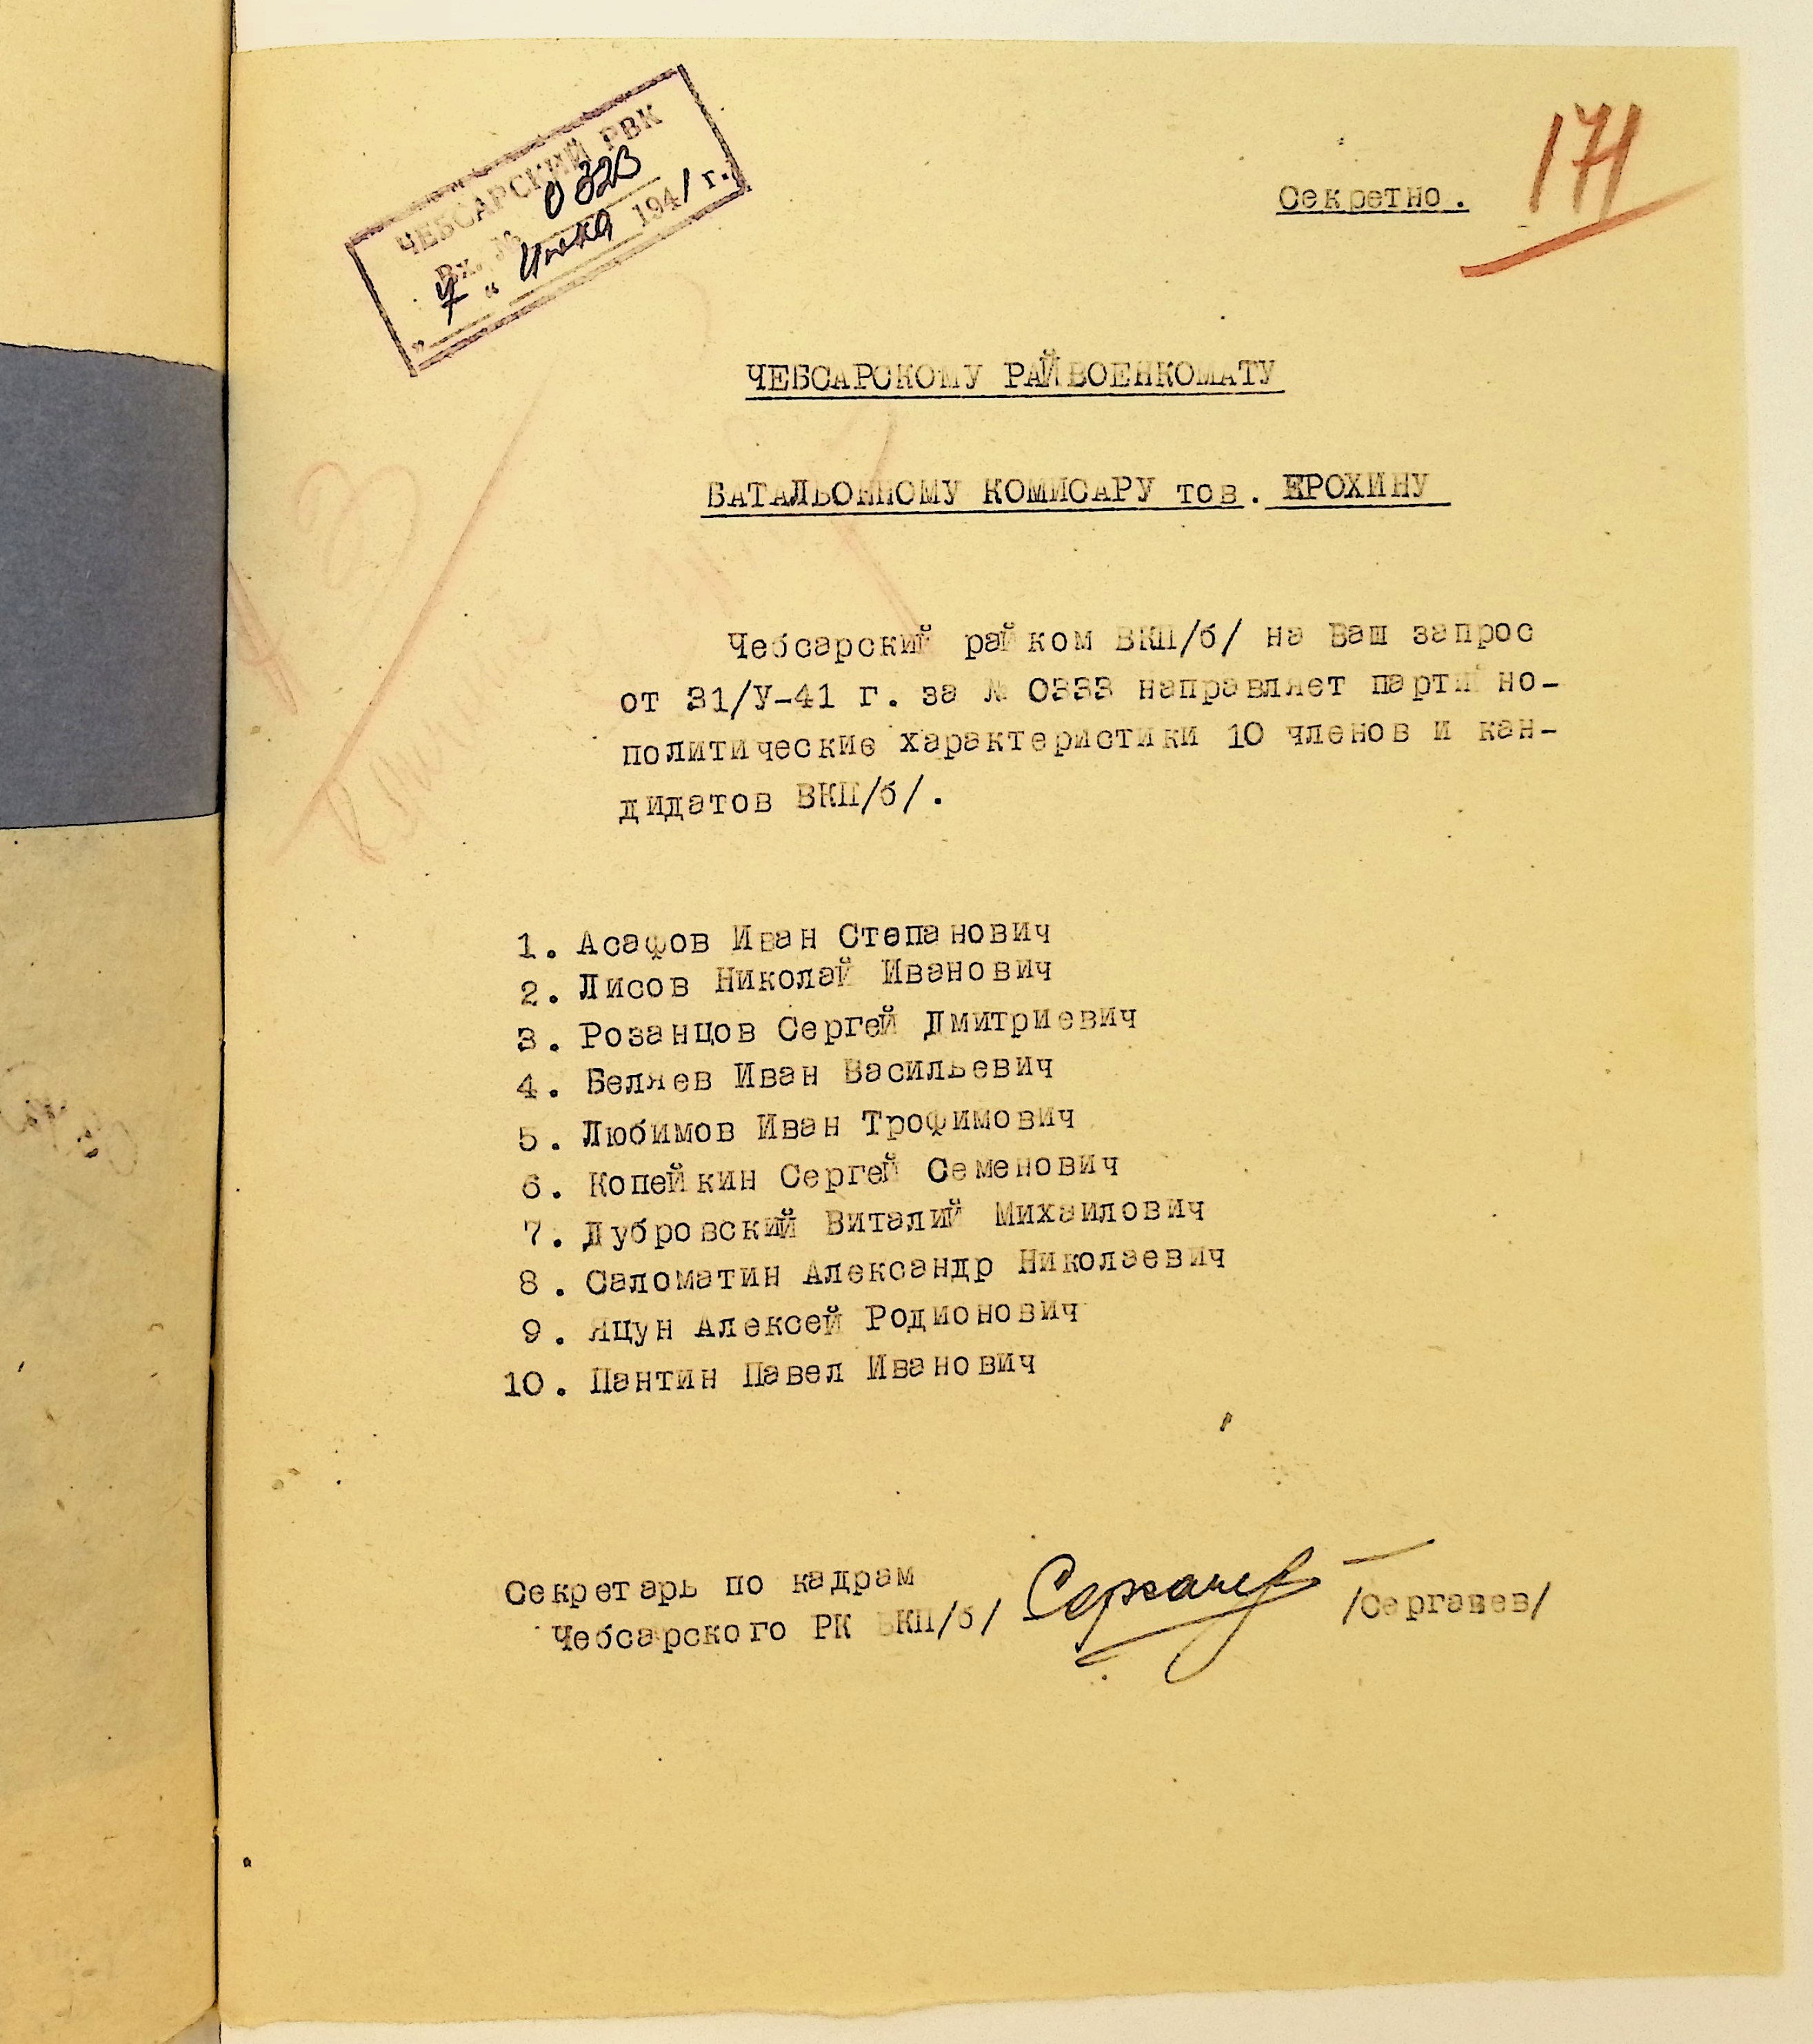 ЧЕБСАРСКИЙ РВК
Вх. № 0323
"7" Июня 1941 г.
171
Секретно.
ЧЕБСАРСКОМУ РАЙВОЕНКОМАТУ
БАТАЛЬОННОМУ КОМИСАРУ тов. ЕРОХИНУ
Чебсарский райком ВКП/б/ на Ваш запрос
от 31/У-41 г. за № 0333 направляет партийно-
политические характеристики 10 членов и кан-
дидатов ВКП/б/.
1. Асафов Иван Степанович
2. Лисов Николай Иванович
3. Розанцов Сергей Дмитриевич
4. Беляев Иван Васильевич
5. Любимов Иван Трофимович
6. Копейкин Сергей Семенович
7. Дубровский Виталий Михаилович
8. Саломатин Александр Николаевич
9. Яцун Алексей Родионович
10. Пантин Павел Иванович
Секретарь по кадрам
Чебсарского РК ВКП/б/ /Сергачев/